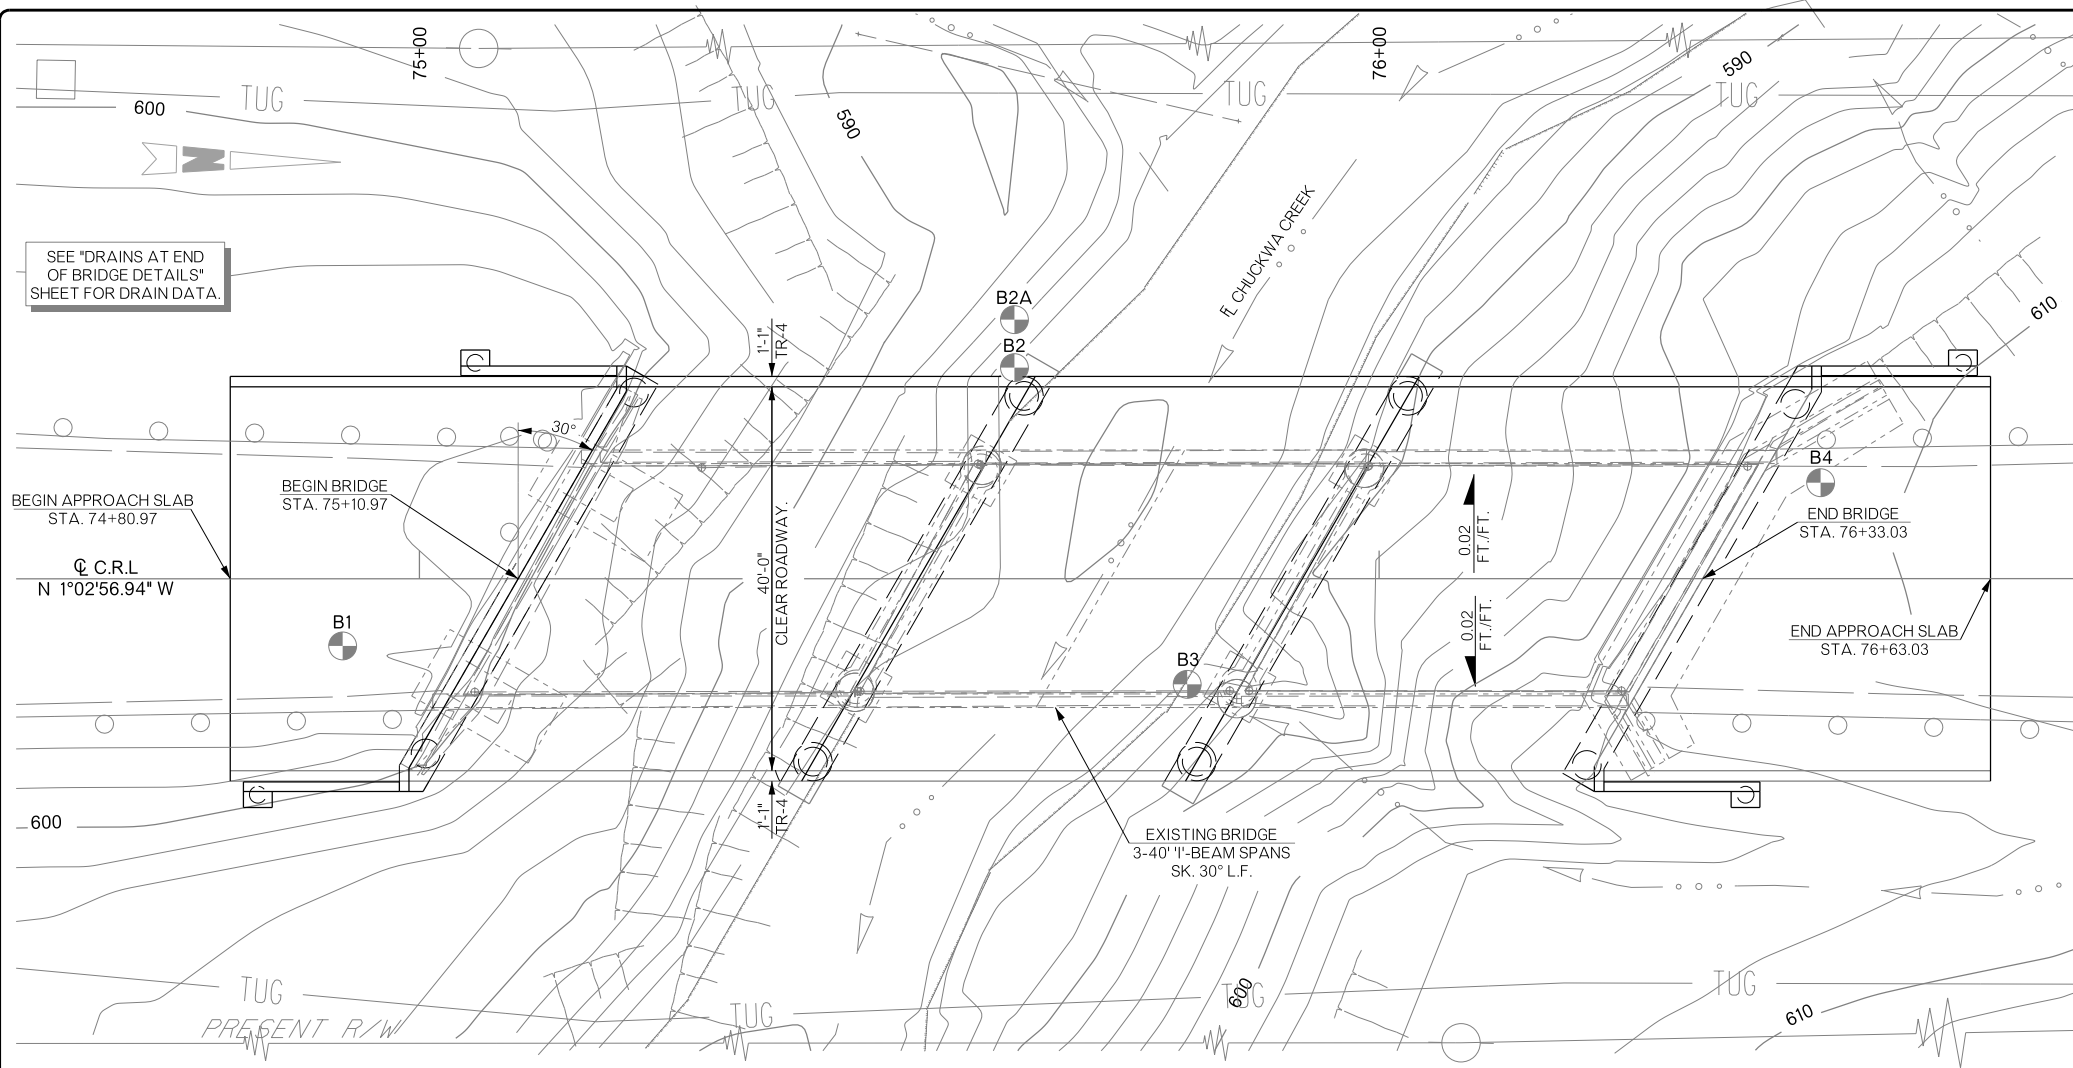 75+00
76+00
590
600
TUG
TUG
TUG
TUG
590
N
SEE "DRAINS AT END
OF BRIDGE DETAILS"
SHEET FOR DRAIN DATA.
℄ CHUCKWA CREEK
B2A
B2
610
1'-1"
TR-4
30°
BEGIN APPROACH SLAB
STA. 74+80.97
BEGIN BRIDGE
STA. 75+10.97
B4
END BRIDGE
STA. 76+33.03
0.02
FT./FT.
0.02
FT./FT.
40'-0"
CLEAR ROADWAY.
℄ C.R.L
N 1°02'56.94" W
B1
END APPROACH SLAB
STA. 76+63.03
B3
1'-1"
TR-4
600
EXISTING BRIDGE
3-40' 'I'-BEAM SPANS
SK. 30° L.F.
TUG
TUG
TUG
TUG
600
610
PRESENT R/W